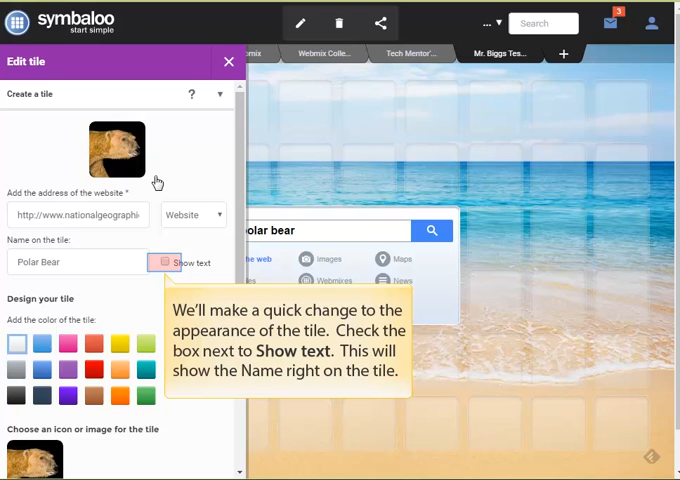 symbaloo
start simple
... ▼
Search
3
Edit tile
Webmix Colle...
Tech Mentor'...
Mr. Biggs Tes...
Create a tile
?
Add the address of the website *
http://www.nationalgeographi
Website
Name on the tile:
Polar Bear
Show text
polar bear
Images
Maps
Webmixes
News
Design your tile
Add the color of the tile:
We'll make a quick change to the
appearance of the tile. Check the
box next to Show text. This will
show the Name right on the tile.
Choose an icon or image for the tile